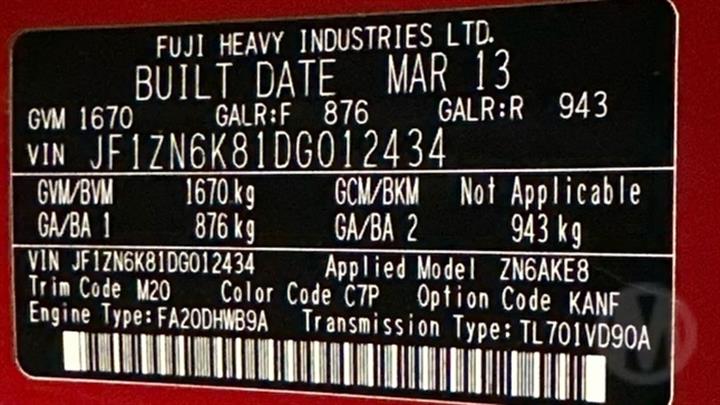 FUJI HEAVY INDUSTRIES LTD.
BUILT DATE MAR 13
GVM 1670 GALR:F 876 GALR:R 943
VIN JF1ZN6K81DG012434
GVM/BVM 1670 kg GCM/BKM Not Applicable
GA/BA 1 876 kg GA/BA 2 943 kg
VIN JF1ZN6K81DG012434 Applied Model ZN6AKE8
Trim Code M20 Color Code C7P Option Code KANF
Engine Type: FA20DHWB9A Transmission Type: TL701VD90A